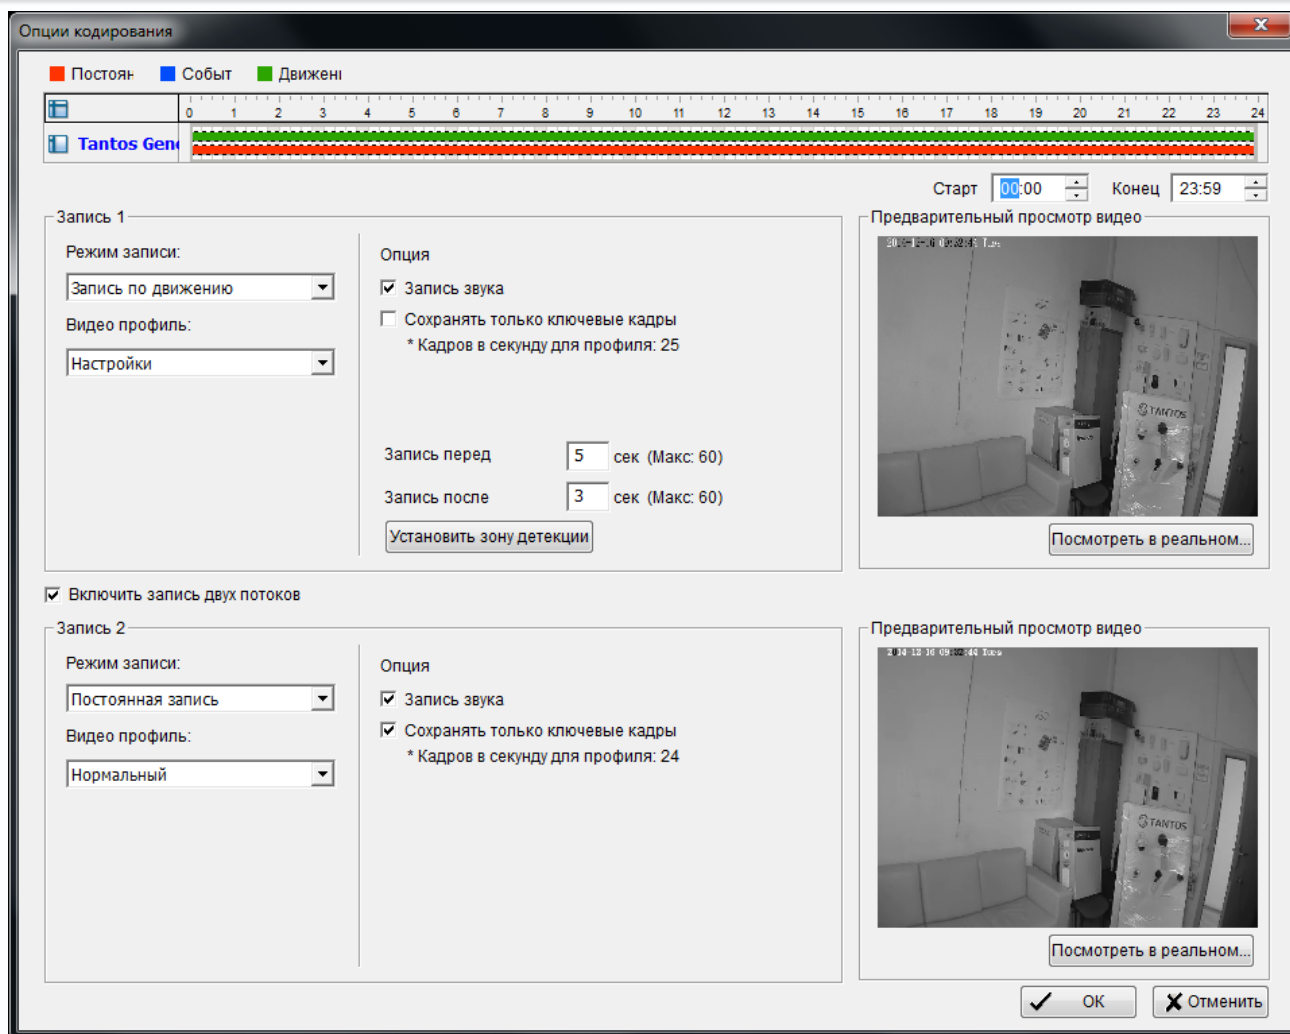 Опции кодирования
Постоян Событ Движені
0 1 2 3 4 5 6 7 8 9 10 11 12 13 14 15 16 17 18 19 20 21 22 23 24
Tantos Gene
Старт 00:00 Конец 23:59
Запись 1
Режим записи:
Запись по движению
Видео профиль:
Настройки
Опция
Запись звука
Сохранять только ключевые кадры
* Кадров в секунду для профиля: 25
Запись перед 5 сек (Макс: 60)
Запись после 3 сек (Макс: 60)
Установить зону детекции
Предварительный просмотр видео
TANTOS
Посмотреть в реальном...
Включить запись двух потоков
Запись 2
Режим записи:
Постоянная запись
Видео профиль:
Нормальный
Опция
Запись звука
Сохранять только ключевые кадры
* Кадров в секунду для профиля: 24
Предварительный просмотр видео
TANTOS
Посмотреть в реальном...
OK Отменить